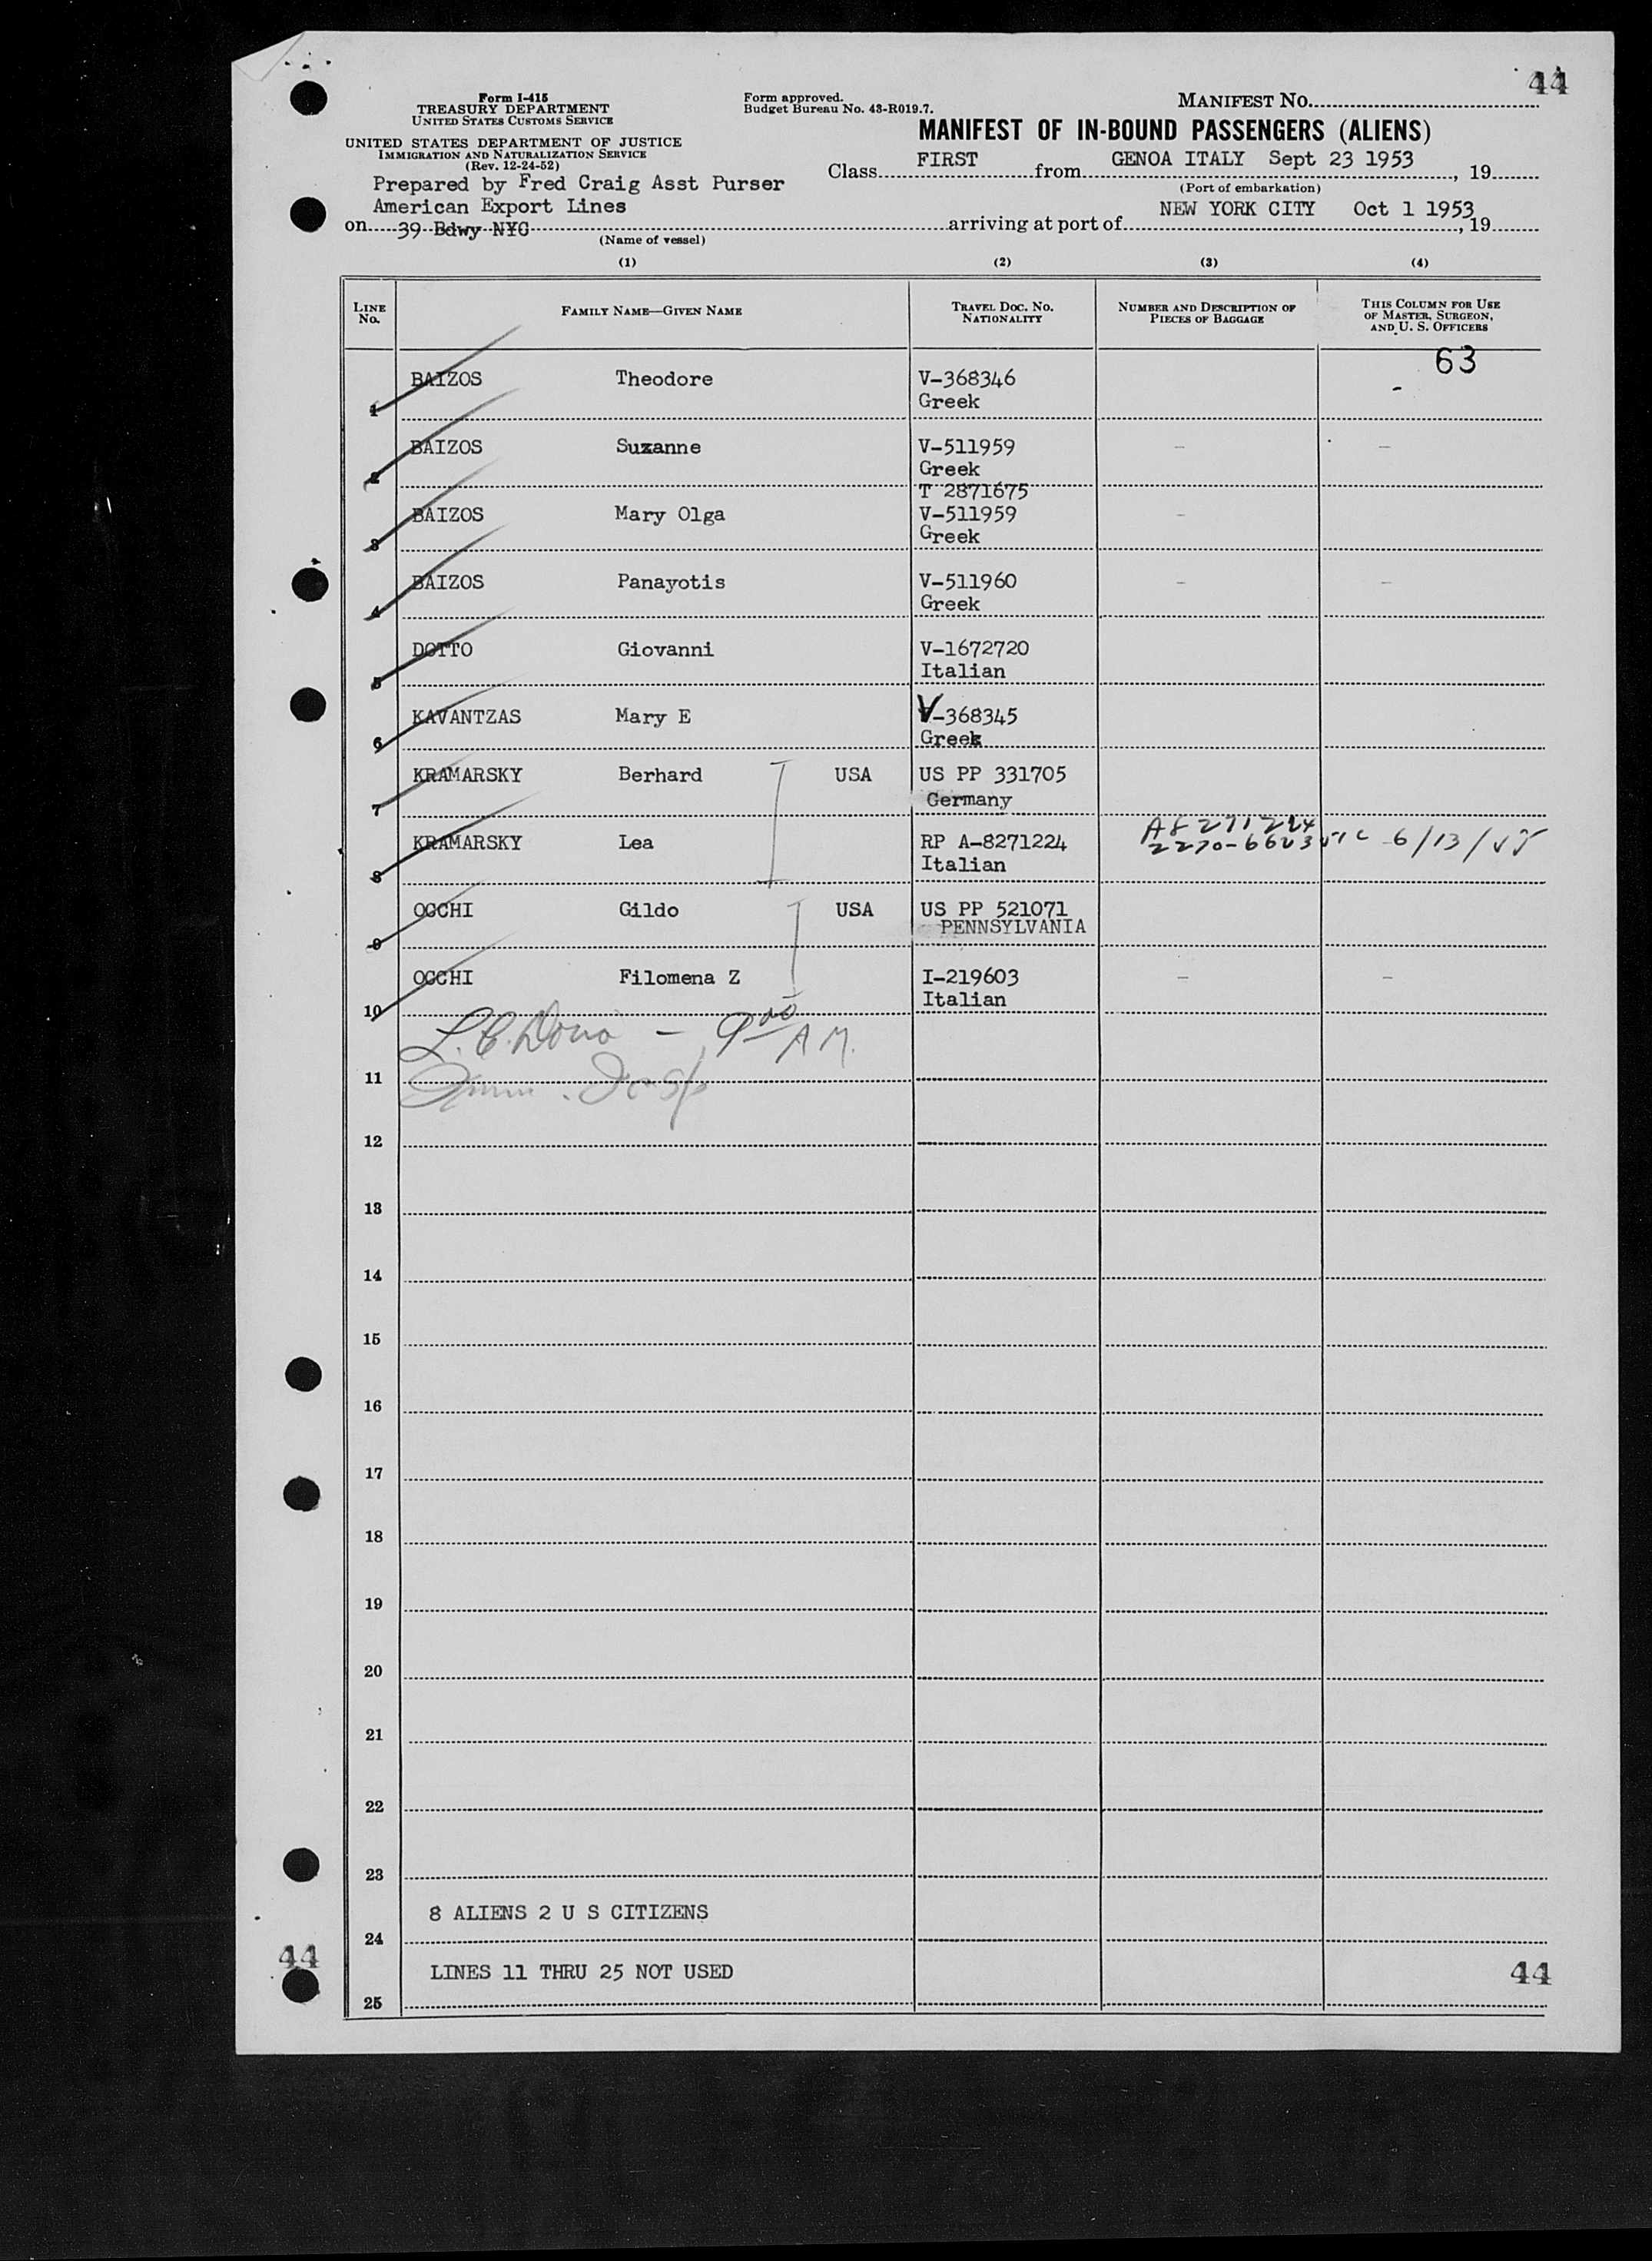 44
Form I-415
TREASURY DEPARTMENT
UNITED STATES CUSTOMS SERVICE
UNITED STATES DEPARTMENT OF JUSTICE
IMMIGRATION AND NATURALIZATION SERVICE
(Rev. 12-24-52)
Form approved.
Budget Bureau No. 43-R019.7.
MANIFEST NO.
MANIFEST OF IN-BOUND PASSENGERS (ALIENS)
Class FIRST from GENOA ITALY Sept 23 1953, 19
(Port of embarkation)
Prepared by Fred Craig Asst Purser
American Export Lines
on 39 Bdwy NYC arriving at port of NEW YORK CITY Oct 1 1953, 19
(Name of vessel)
(1) (2) (3) (4)
LINE NO. FAMILY NAME—GIVEN NAME TRAVEL DOC. NO. NATIONALITY NUMBER AND DESCRIPTION OF PIECES OF BAGGAGE THIS COLUMN FOR USE OF MASTER, SURGEON, AND U. S. OFFICERS
63
1 BAIZOS Theodore V-368346 -
Greek
2 BAIZOS Suzanne V-511959 - -
Greek
T 2871675
3 BAIZOS Mary Olga V-511959 -
Greek
4 BAIZOS Panayotis V-511960 - -
Greek
5 DOTTO Giovanni V-1672720
Italian
6 KAVANTZAS Mary E V-368345
Greek
7 KRAMARSKY Berhard USA US PP 331705
Germany
8 KRAMARSKY Lea RP A-8271224
Italian
A8271224
6/13/
9 OCCHI Gildo USA US PP 521071
PENNSYLVANIA
10 OCCHI Filomena Z I-219603 - -
Italian
— 9 00 A M.
11
12
13
14
15
16
17
18
19
20
21
22
23
8 ALIENS 2 U S CITIZENS
24
LINES 11 THRU 25 NOT USED
25
44
44